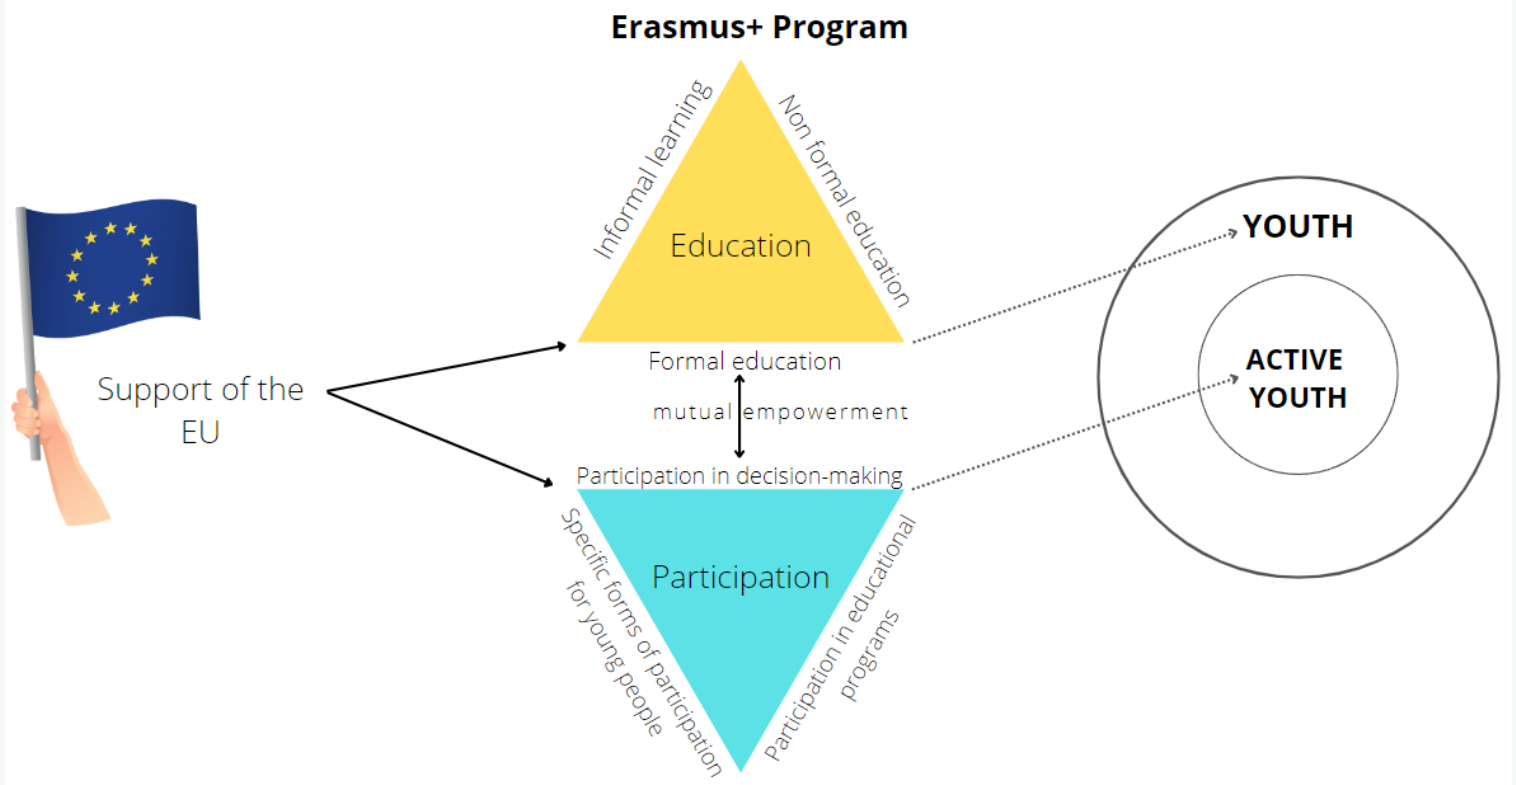 Erasmus+ Program
Informal learning
Non formal education
Education
Formal education
mutual empowerment
Participation in decision-making
Participation
Specific forms of participation
for young people
Participation in educational
programs
Support of the
EU
YOUTH
ACTIVE
YOUTH